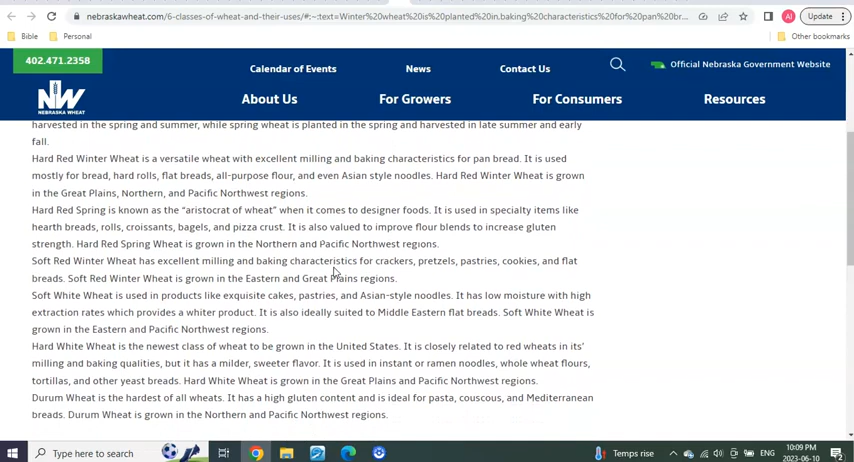 nebraskawheat.com/6-classes-of-wheat-and-their-uses/#:~:text=Winter%20wheat%20is%20planted%20in.baking%20characteristics%20for%20pan%20br...
AI
Update
Bible
Personal
Other bookmarks
402.471.2358
Calendar of Events
News
Contact Us
Official Nebraska Government Website
NW
NEBRASKA WHEAT
About Us
For Growers
For Consumers
Resources
harvested in the spring and summer, while spring wheat is planted in the spring and harvested in late summer and early
fall.
Hard Red Winter Wheat is a versatile wheat with excellent milling and baking characteristics for pan bread. It is used
mostly for bread, hard rolls, flat breads, all-purpose flour, and even Asian style noodles. Hard Red Winter Wheat is grown
in the Great Plains, Northern, and Pacific Northwest regions.
Hard Red Spring is known as the “aristocrat of wheat” when it comes to designer foods. It is used in specialty items like
hearth breads, rolls, croissants, bagels, and pizza crust. It is also valued to improve flour blends to increase gluten
strength. Hard Red Spring Wheat is grown in the Northern and Pacific Northwest regions.
Soft Red Winter Wheat has excellent milling and baking characteristics for crackers, pretzels, pastries, cookies, and flat
breads. Soft Red Winter Wheat is grown in the Eastern and Great Plains regions.
Soft White Wheat is used in products like exquisite cakes, pastries, and Asian-style noodles. It has low moisture with high
extraction rates which provides a whiter product. It is also ideally suited to Middle Eastern flat breads. Soft White Wheat is
grown in the Eastern and Pacific Northwest regions.
Hard White Wheat is the newest class of wheat to be grown in the United States. It is closely related to red wheats in its’
milling and baking qualities, but it has a milder, sweeter flavor. It is used in instant or ramen noodles, whole wheat flours,
tortillas, and other yeast breads. Hard White Wheat is grown in the Great Plains and Pacific Northwest regions.
Durum Wheat is the hardest of all wheats. It has a high gluten content and is ideal for pasta, couscous, and Mediterranean
breads. Durum Wheat is grown in the Northern and Pacific Northwest regions.
Type here to search
Temps rise
ENG
10:09 PM
2023-06-10
2